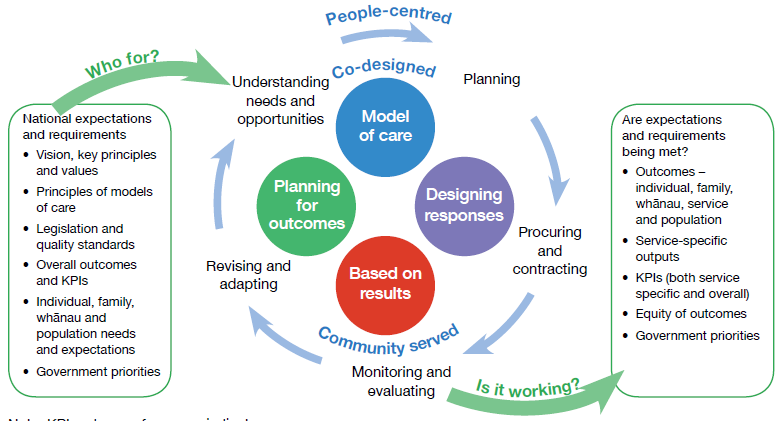 People-centred
Who for?
Co-designed
Understanding
needs and
opportunities
Planning
Model
of care
National expectations
and requirements
• Vision, key principles
and values
• Principles of models
of care
• Legislation and
quality standards
• Overall outcomes
and KPIs
• Individual, family,
whānau and
population needs
and expectations
• Government priorities
Planning
for
outcomes
Designing
responses
Are expectations
and requirements
being met?
• Outcomes –
individual, family,
whānau, service
and population
• Service-specific
outputs
• KPIs (both service
specific and overall)
• Equity of outcomes
• Government priorities
Procuring
and
contracting
Revising and
adapting
Based on
results
Community served
Monitoring and
evaluating
Is it working?